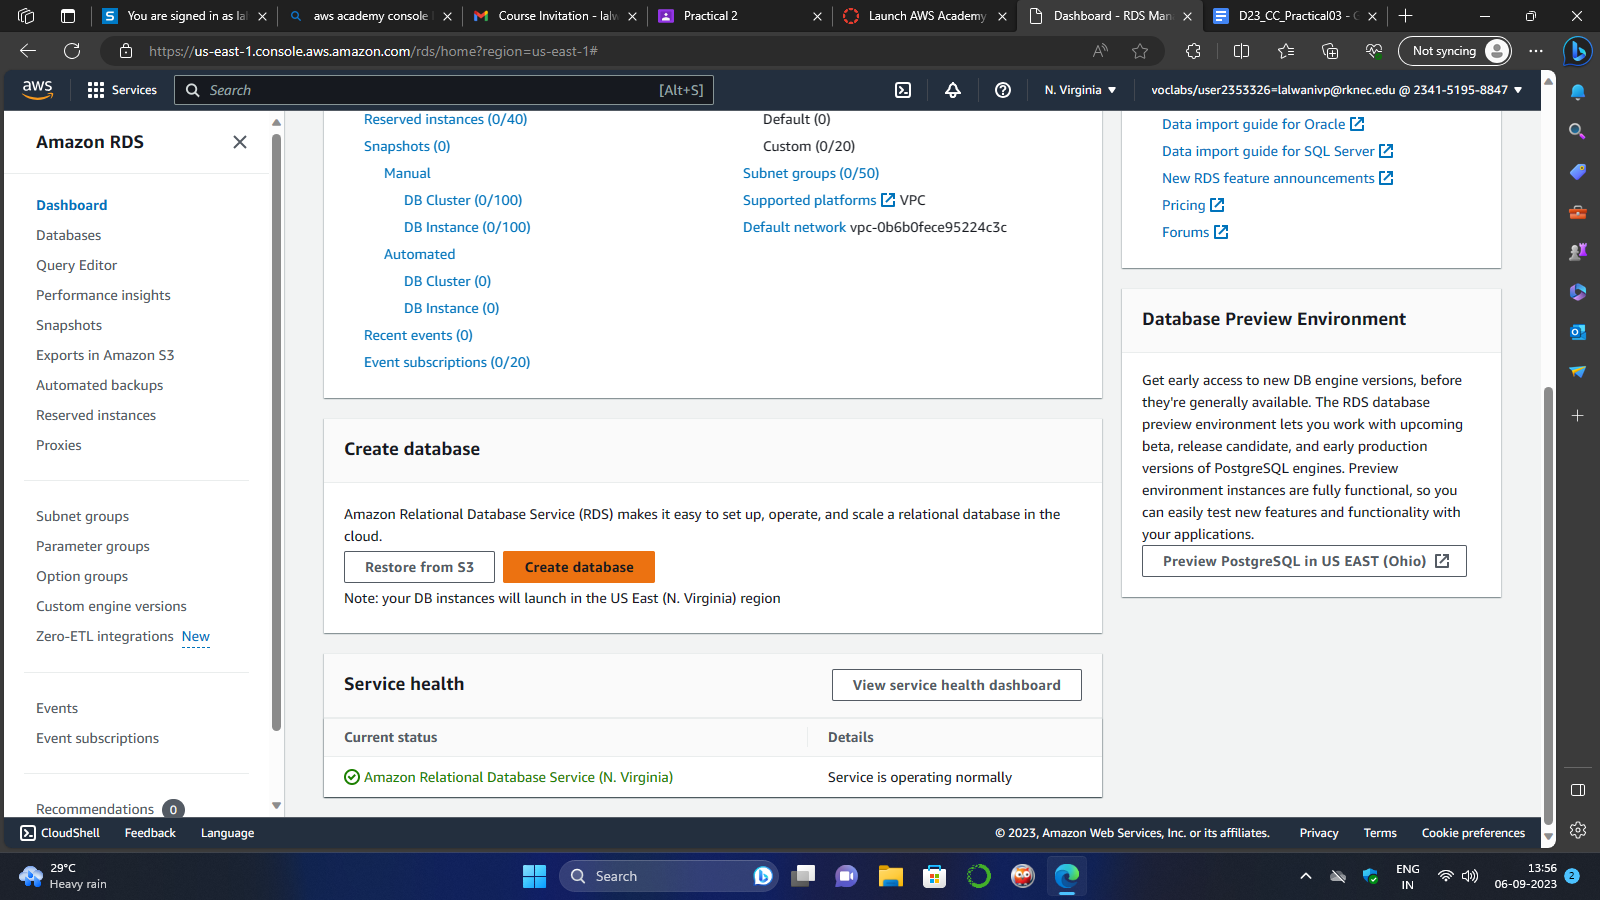 You are signed in as la
aws academy console
Course Invitation - lalw
Practical 2
Launch AWS Academy
Dashboard - RDS Man
D23_CC_Practical03 - G
https://us-east-1.console.aws.amazon.com/rds/home?region=us-east-1#
Not syncing
aws
Services
Search
[Alt+S]
N. Virginia
voclabs/user2353326=lalwanivp@rknec.edu @ 2341-5195-8847
Amazon RDS
Dashboard
Databases
Query Editor
Performance insights
Snapshots
Exports in Amazon S3
Automated backups
Reserved instances
Proxies
Subnet groups
Parameter groups
Option groups
Custom engine versions
Zero-ETL integrations New
Events
Event subscriptions
Recommendations 0
Reserved instances (0/40)
Snapshots (0)
Manual
DB Cluster (0/100)
DB Instance (0/100)
Automated
DB Cluster (0)
DB Instance (0)
Recent events (0)
Event subscriptions (0/20)
Default (0)
Custom (0/20)
Subnet groups (0/50)
Supported platforms VPC
Default network vpc-0b6b0fece95224c3c
Create database
Amazon Relational Database Service (RDS) makes it easy to set up, operate, and scale a relational database in the
cloud.
Restore from S3
Create database
Note: your DB instances will launch in the US East (N. Virginia) region
Service health
View service health dashboard
Current status
Details
Amazon Relational Database Service (N. Virginia)
Service is operating normally
Data import guide for Oracle
Data import guide for SQL Server
New RDS feature announcements
Pricing
Forums
Database Preview Environment
Get early access to new DB engine versions, before
they're generally available. The RDS database
preview environment lets you work with upcoming
beta, release candidate, and early production
versions of PostgreSQL engines. Preview
environment instances are fully functional, so you
can easily test new features and functionality with
your applications.
Preview PostgreSQL in US EAST (Ohio)
CloudShell
Feedback
Language
© 2023, Amazon Web Services, Inc. or its affiliates.
Privacy
Terms
Cookie preferences
29°C
Heavy rain
Search
ENG
IN
13:56
06-09-2023
2